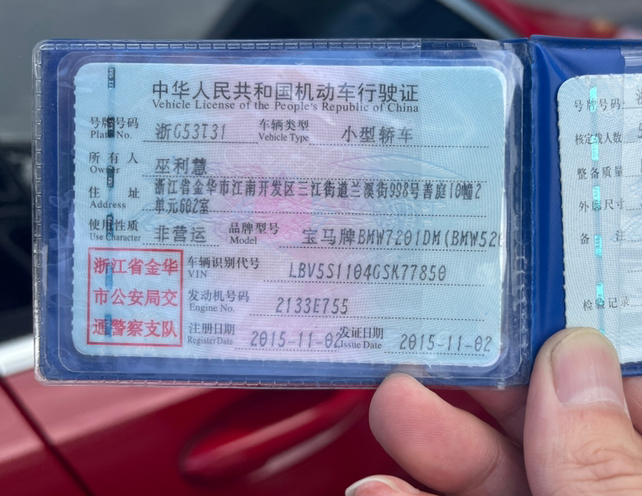 中华人民共和国机动车行驶证
Vehicle License of the People's Republic of China
号牌号码 浙G53T31 车辆类型 小型轿车
Plate No. Vehicle Type
所有人 巫利慧
Owner
住址 浙江省金华市江南开发区三江街道兰溪街998号善庭10幢2
单元602室
使用性质 非营运 品牌型号 宝马牌BMW7201DM(BMW520
Use Character Model
浙江省金华
市公安局交
通警察支队
车辆识别代号 LBV5S1104GSK77850
VIN
发动机号码 2133E755
Engine No.
注册日期 2015-11-02 发证日期 2015-11-02
Register Date Issue Date
号牌号码
核定载人数
整备质量
外廓尺寸
备注
检验记录